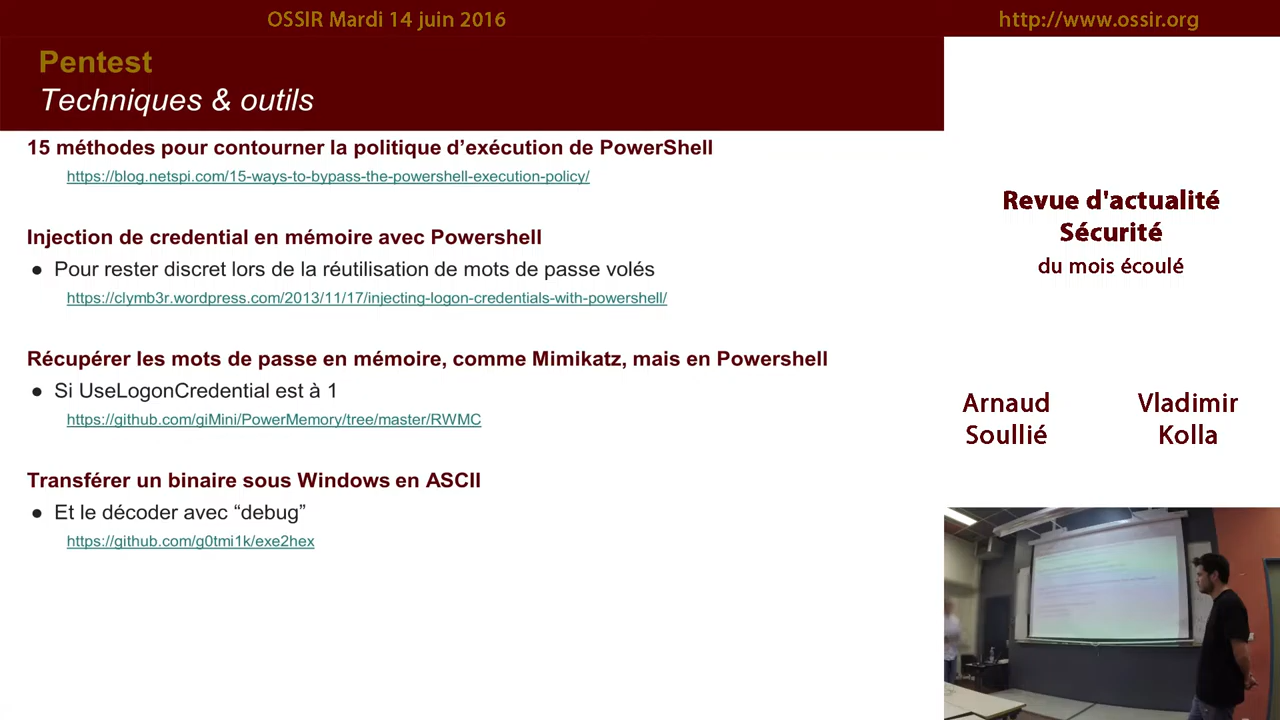 OSSIR Mardi 14 juin 2016
http://www.ossir.org
Pentest
Techniques & outils
15 méthodes pour contourner la politique d’exécution de PowerShell
https://blog.netspi.com/15-ways-to-bypass-the-powershell-execution-policy/
Injection de credential en mémoire avec Powershell
● Pour rester discret lors de la réutilisation de mots de passe volés
https://clymb3r.wordpress.com/2013/11/17/injecting-logon-credentials-with-powershell/
Récupérer les mots de passe en mémoire, comme Mimikatz, mais en Powershell
● Si UseLogonCredential est à 1
https://github.com/giMini/PowerMemory/tree/master/RWMC
Transférer un binaire sous Windows en ASCII
● Et le décoder avec “debug”
https://github.com/g0tmi1k/exe2hex
Revue d'actualité
Sécurité
du mois écoulé
Arnaud
Soullié
Vladimir
Kolla